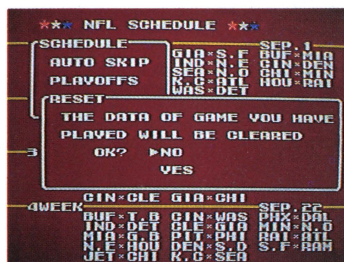 ★★★ NFL SCHEDULE ★★★
SCHEDULE
AUTO SKIP
PLAYOFFS
SEP. 1
GIA×S.F BUF×MIA
IND×N.E CIN×DEN
SEA×N.O CHI×MIN
K.C×ATL HOU×RAI
WAS×DET
RESET
THE DATA OF GAME YOU HAVE
PLAYED WILL BE CLEARED
OK? ▶NO
YES
3
CIN×CLE GIA×CHI
4WEEK SEP. 22
BUF×T.B CIN×WAS PHX×DAL
IND×DET CLE×GIA MIN×N.O
MIA×G.B PIT×PHI RAI×ATL
N.E×HOU DEN×S.D S.F×RAM
JET×CHI K.C×SEA